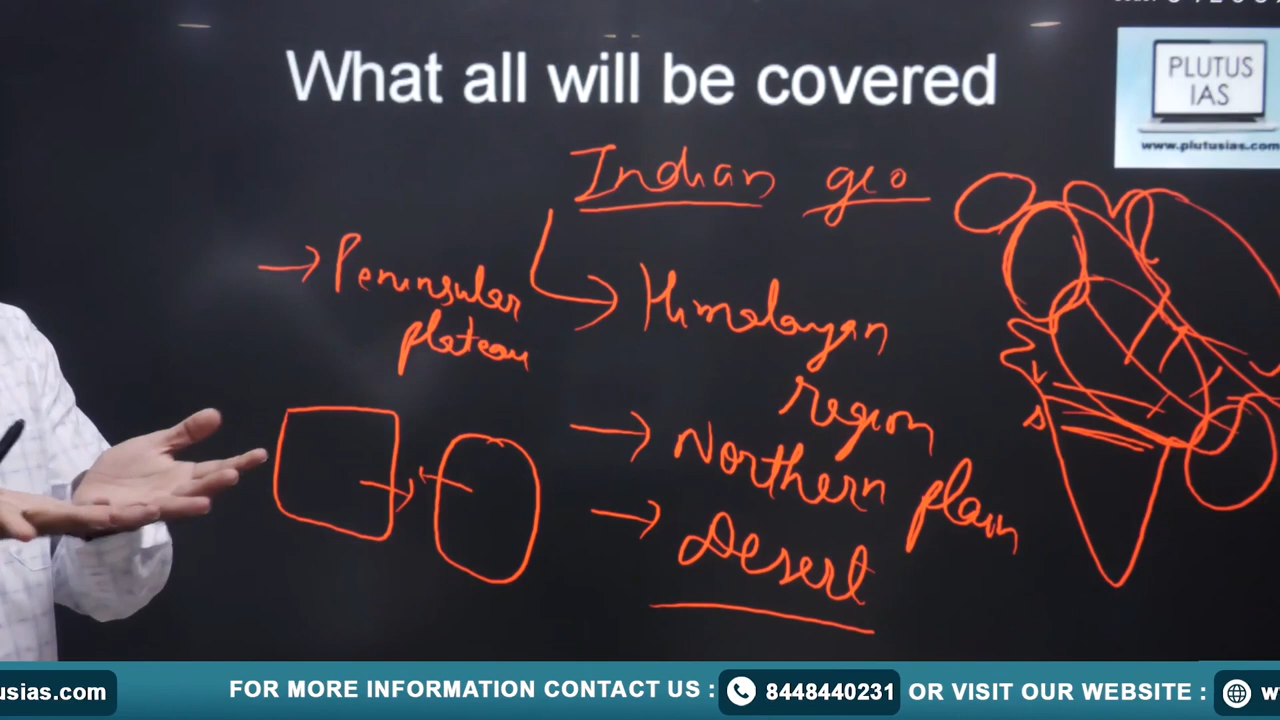 What all will be covered
PLUTUS
IAS
www.plutusias.com
Indian geo
→ Peninsular
plateau
→ Himalayan
region
→ Northern plain
→ Desert
usias.com
FOR MORE INFORMATION CONTACT US :
8448440231
OR VISIT OUR WEBSITE :